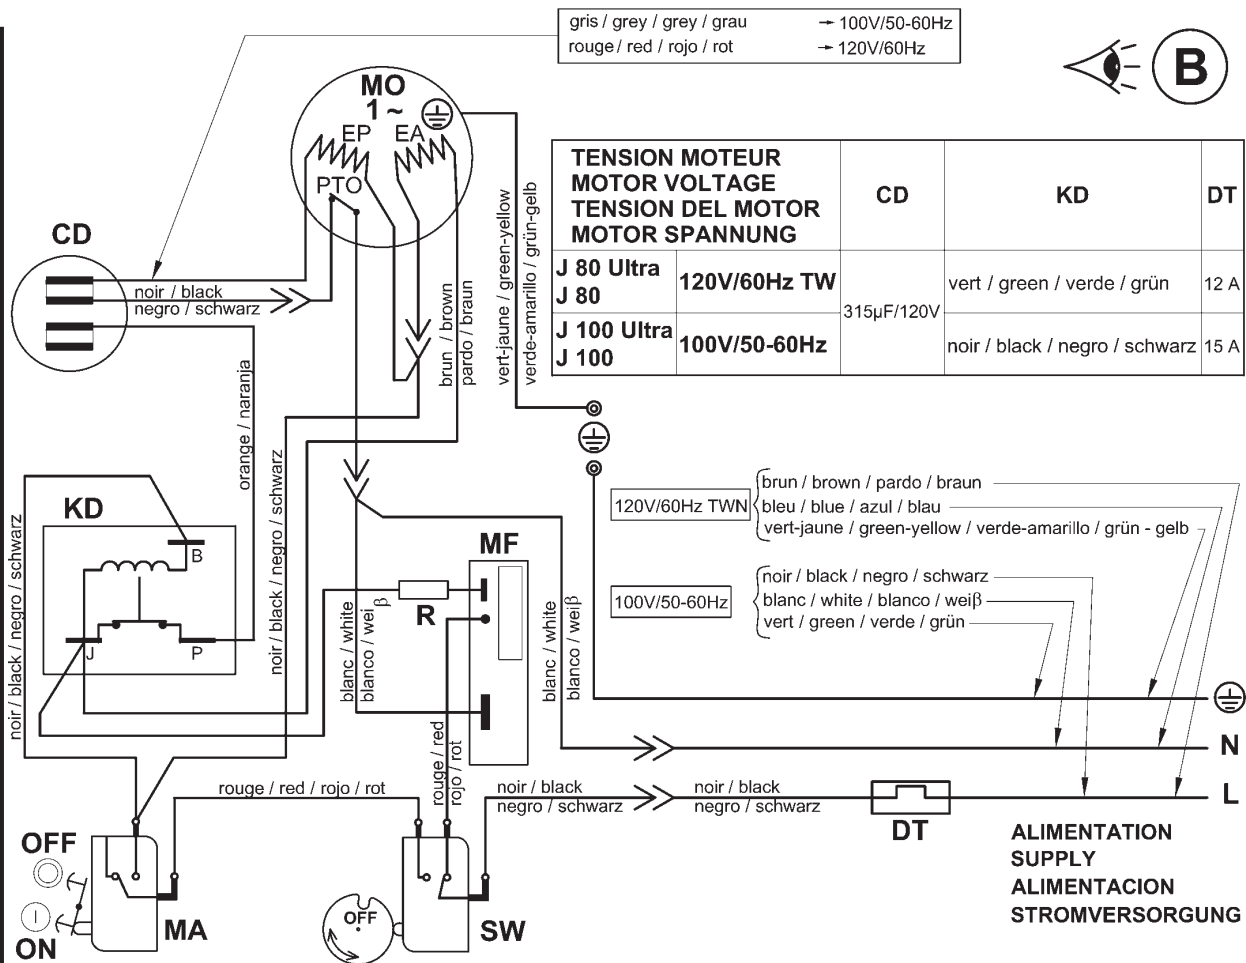 gris / grey / grey / grau → 100V/50-60Hz
rouge / red / rojo / rot → 120V/60Hz
B
MO
1 ~
EP EA
PTO
CD
noir / black
negro / schwarz
orange / naranja
brun / brown
pardo / braun
vert-jaune / green-yellow
verde-amarillo / grün-gelb
TENSION MOTEUR
MOTOR VOLTAGE
TENSION DEL MOTOR
MOTOR SPANNUNG
CD KD DT
J 80 Ultra
J 80
120V/60Hz TW
315µF/120V
vert / green / verde / grün 12 A
J 100 Ultra
J 100
100V/50-60Hz
noir / black / negro / schwarz 15 A
KD
B
J
P
noir / black / negro / schwarz
noir / black / negro / schwarz
MF
R
blanc / white
blanco / weiβ
rouge / red
rojo / rot
blanc / white
blanco / weiβ
120V/60Hz TWN
brun / brown / pardo / braun
bleu / blue / azul / blau
vert-jaune / green-yellow / verde-amarillo / grün - gelb
100V/50-60Hz
noir / black / negro / schwarz
blanc / white / blanco / weiβ
vert / green / verde / grün
N
L
rouge / red / rojo / rot
noir / black
negro / schwarz
noir / black
negro / schwarz
DT
OFF
I
ON
MA
OFF
SW
ALIMENTATION
SUPPLY
ALIMENTACION
STROMVERSORGUNG